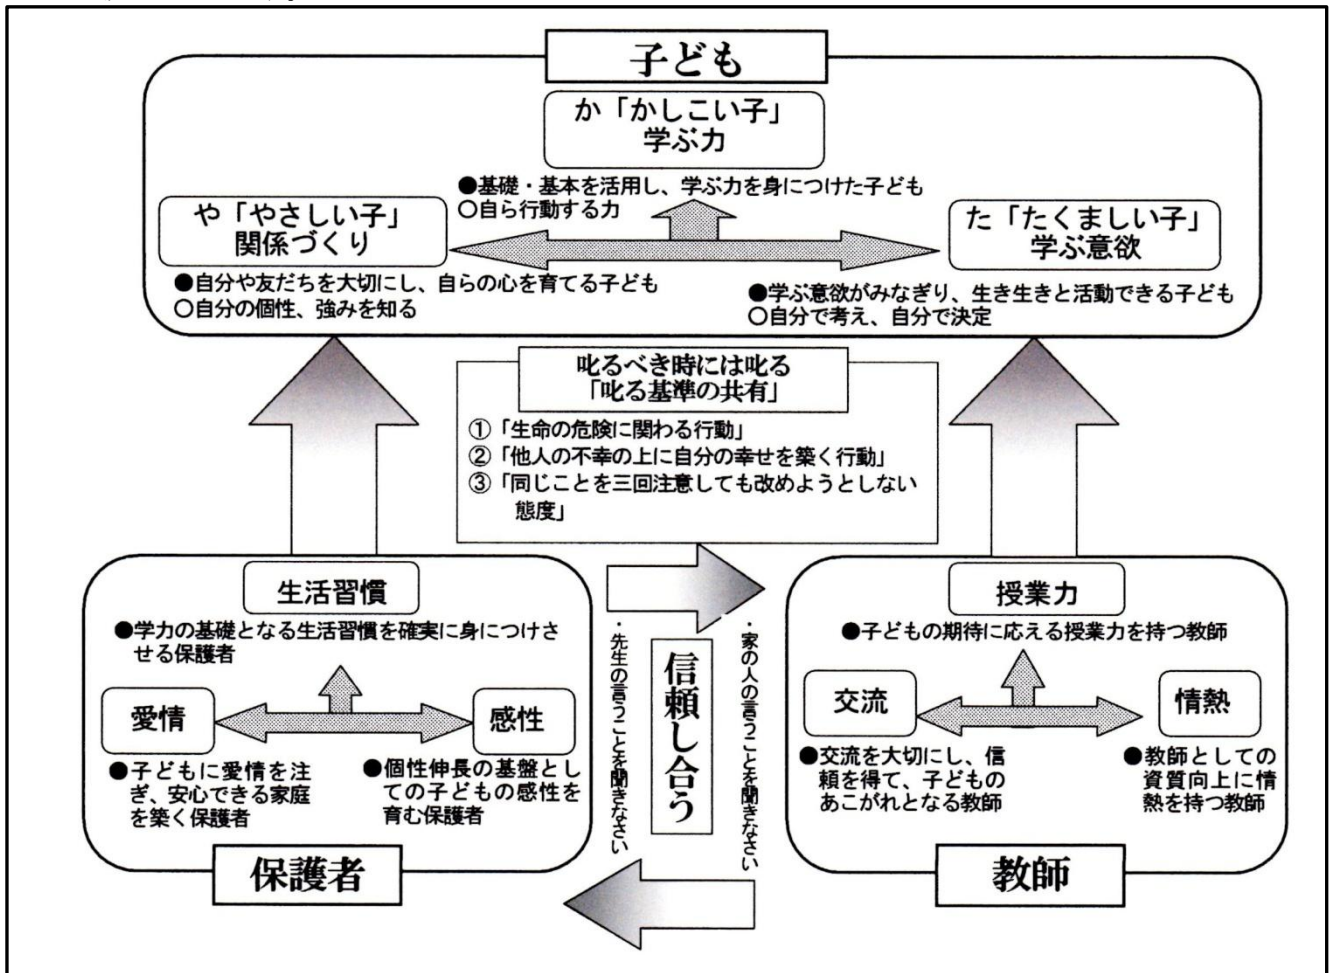 子ども
か「かしこい子」
学ぶ力
●基礎・基本を活用し、学ぶ力を身につけた子ども
○自ら行動する力
や「やさしい子」
関係づくり
●自分や友だちを大切にし、自らの心を育てる子ども
○自分の個性、強みを知る
た「たくましい子」
学ぶ意欲
●学ぶ意欲がみなぎり、生き生きと活動できる子ども
○自分で考え、自分で決定
叱るべき時には叱る
「叱る基準の共有」
①「生命の危険に関わる行動」
②「他人の不幸の上に自分の幸せを築く行動」
③「同じことを三回注意しても改めようとしない
態度」
生活習慣
●学力の基礎となる生活習慣を確実に身につけさ
せる保護者
愛情
●子どもに愛情を注
ぎ、安心できる家庭
を築く保護者
感性
●個性伸長の基盤とし
ての子どもの感性を
育む保護者
保護者
・先生の言うことを聞きなさい
信頼し合う
・家の人の言うことを聞きなさい
授業力
●子どもの期待に応える授業力を持つ教師
交流
●交流を大切にし、信
頼を得て、子どもの
あこがれとなる教師
情熱
●教師としての
資質向上に情
熱を持つ教師
教師